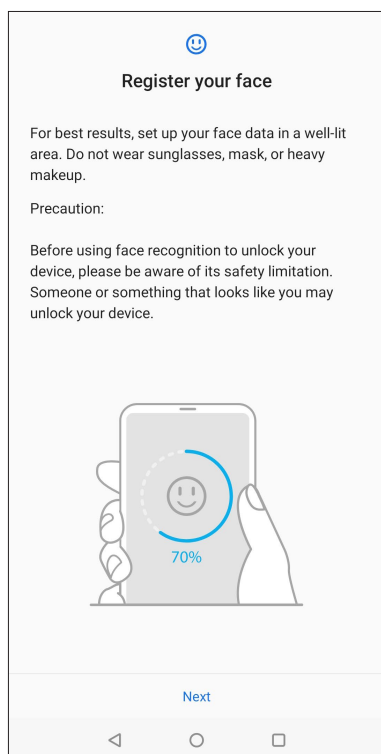 Register your face
For best results, set up your face data in a well-lit
area. Do not wear sunglasses, mask, or heavy
makeup.
Precaution:
Before using face recognition to unlock your
device, please be aware of its safety limitation.
Someone or something that looks like you may
unlock your device.
70%
Next